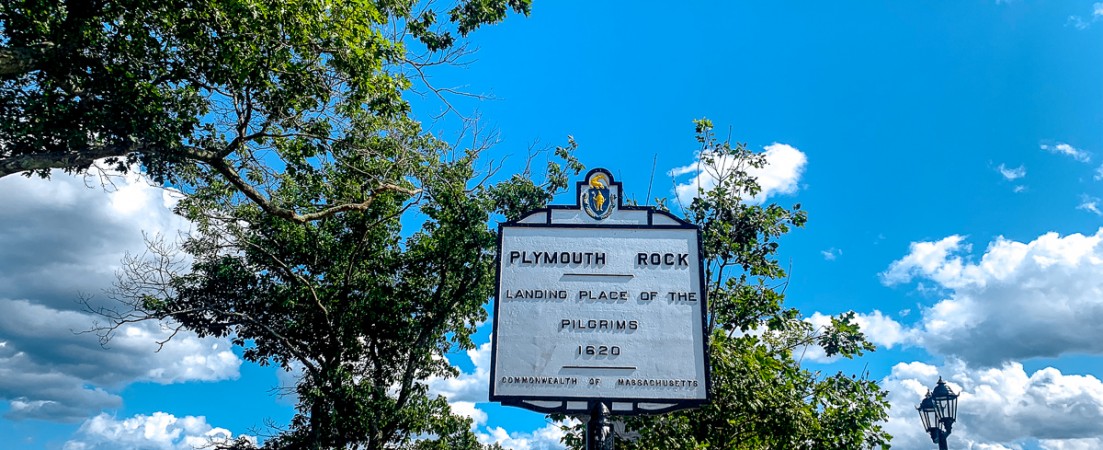 PLYMOUTH ROCK
LANDING PLACE OF THE
PILGRIMS
1620
COMMONWEALTH OF MASSACHUSETTS